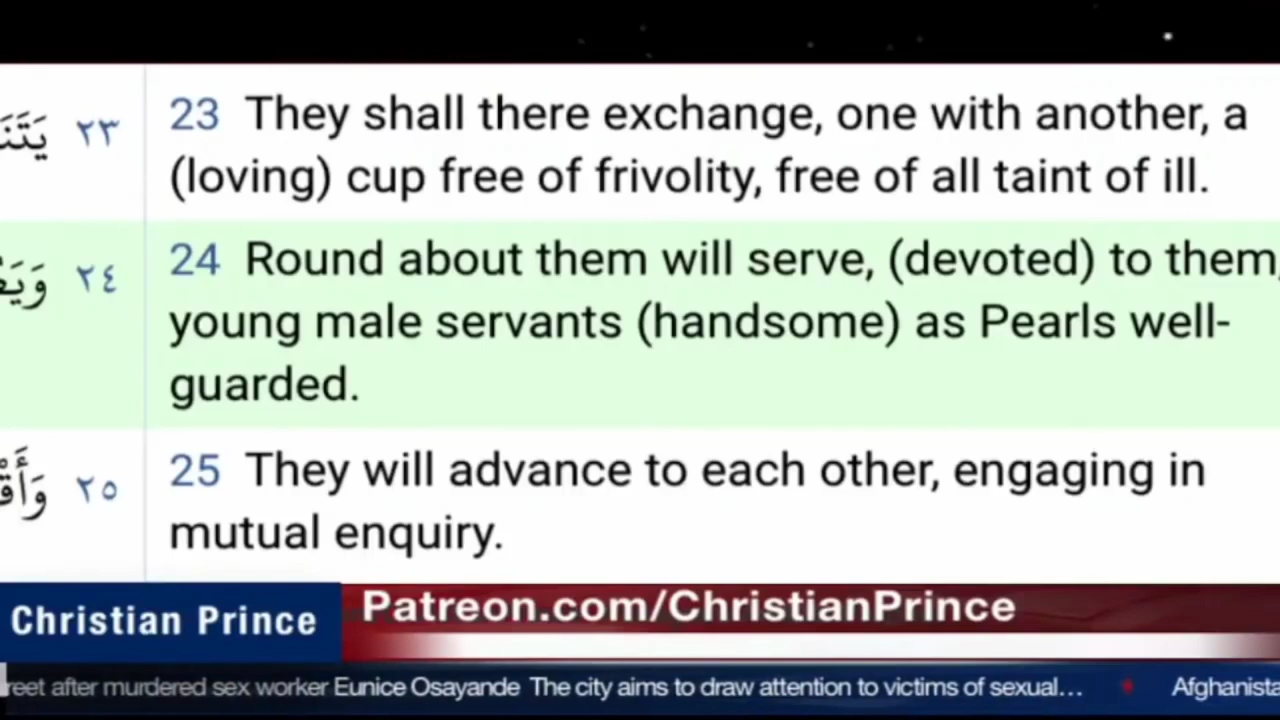 يَتَنَ ٢٣ 23 They shall there exchange, one with another, a
(loving) cup free of frivolity, free of all taint of ill.
٢٤ 24 Round about them will serve, (devoted) to them,
young male servants (handsome) as Pearls well-
guarded.
٢٥ 25 They will advance to each other, engaging in
mutual enquiry.
Christian Prince
Patreon.com/ChristianPrince
reet after murdered sex worker Eunice Osayande The city aims to draw attention to victims of sexual... Afghanista